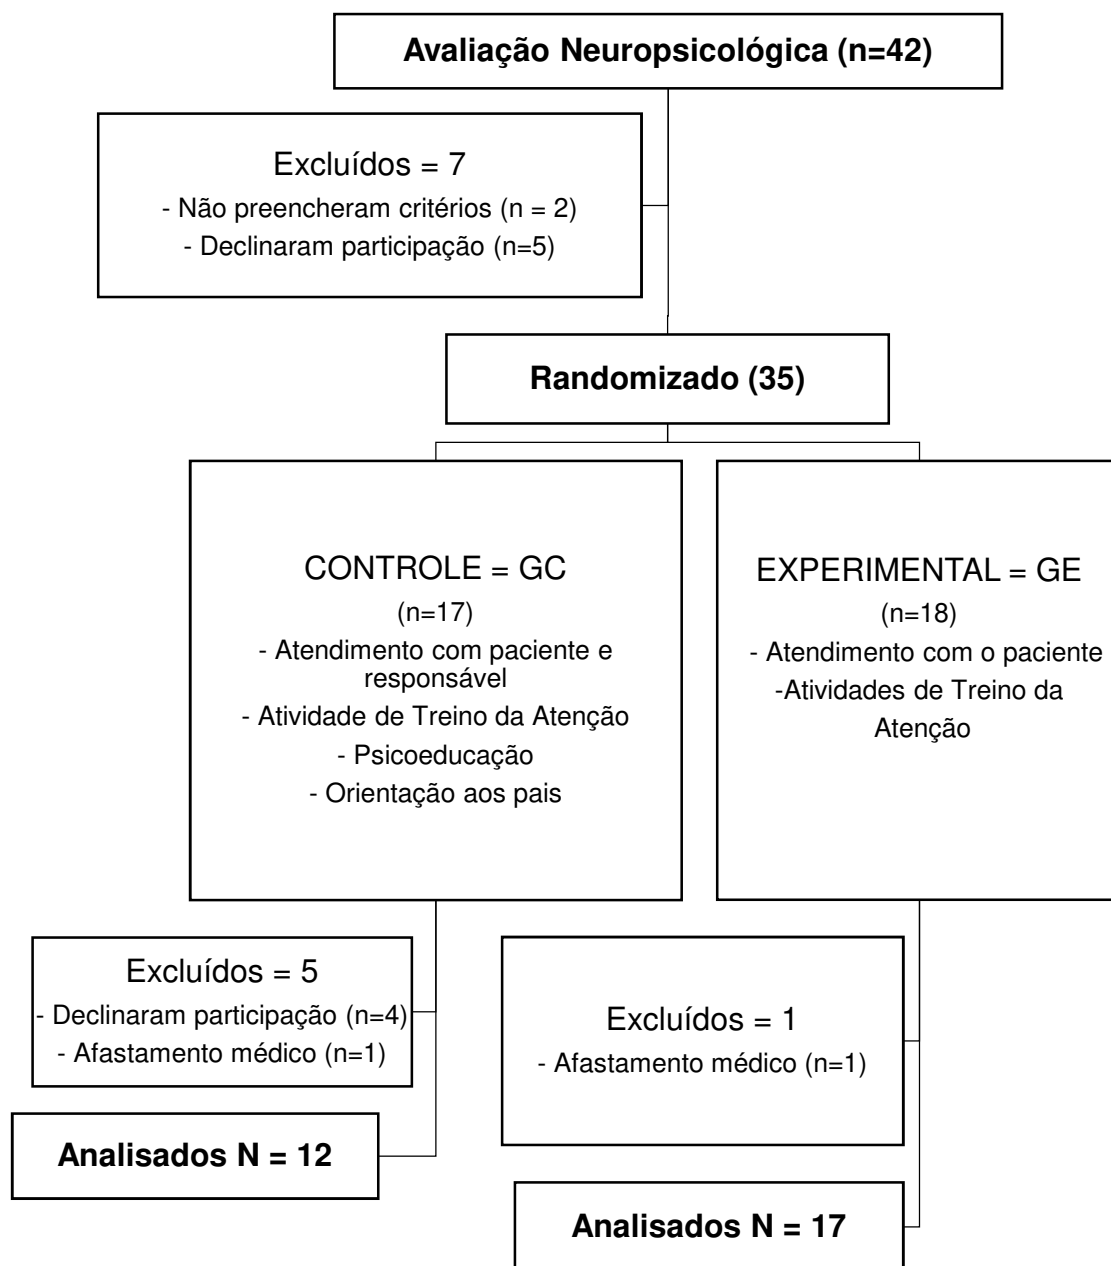 Avaliação Neuropsicológica (n=42)
Excluídos = 7
- Não preencheram critérios (n = 2)
- Declinaram participação (n=5)
Randomizado (35)
CONTROLE = GC
(n=17)
- Atendimento com paciente e
responsável
- Atividade de Treino da Atenção
- Psicoeducação
- Orientação aos pais
EXPERIMENTAL = GE
(n=18)
- Atendimento com o paciente
-Atividades de Treino da
Atenção
Excluídos = 5
- Declinaram participação (n=4)
- Afastamento médico (n=1)
Excluídos = 1
- Afastamento médico (n=1)
Analisados N = 12
Analisados N = 17